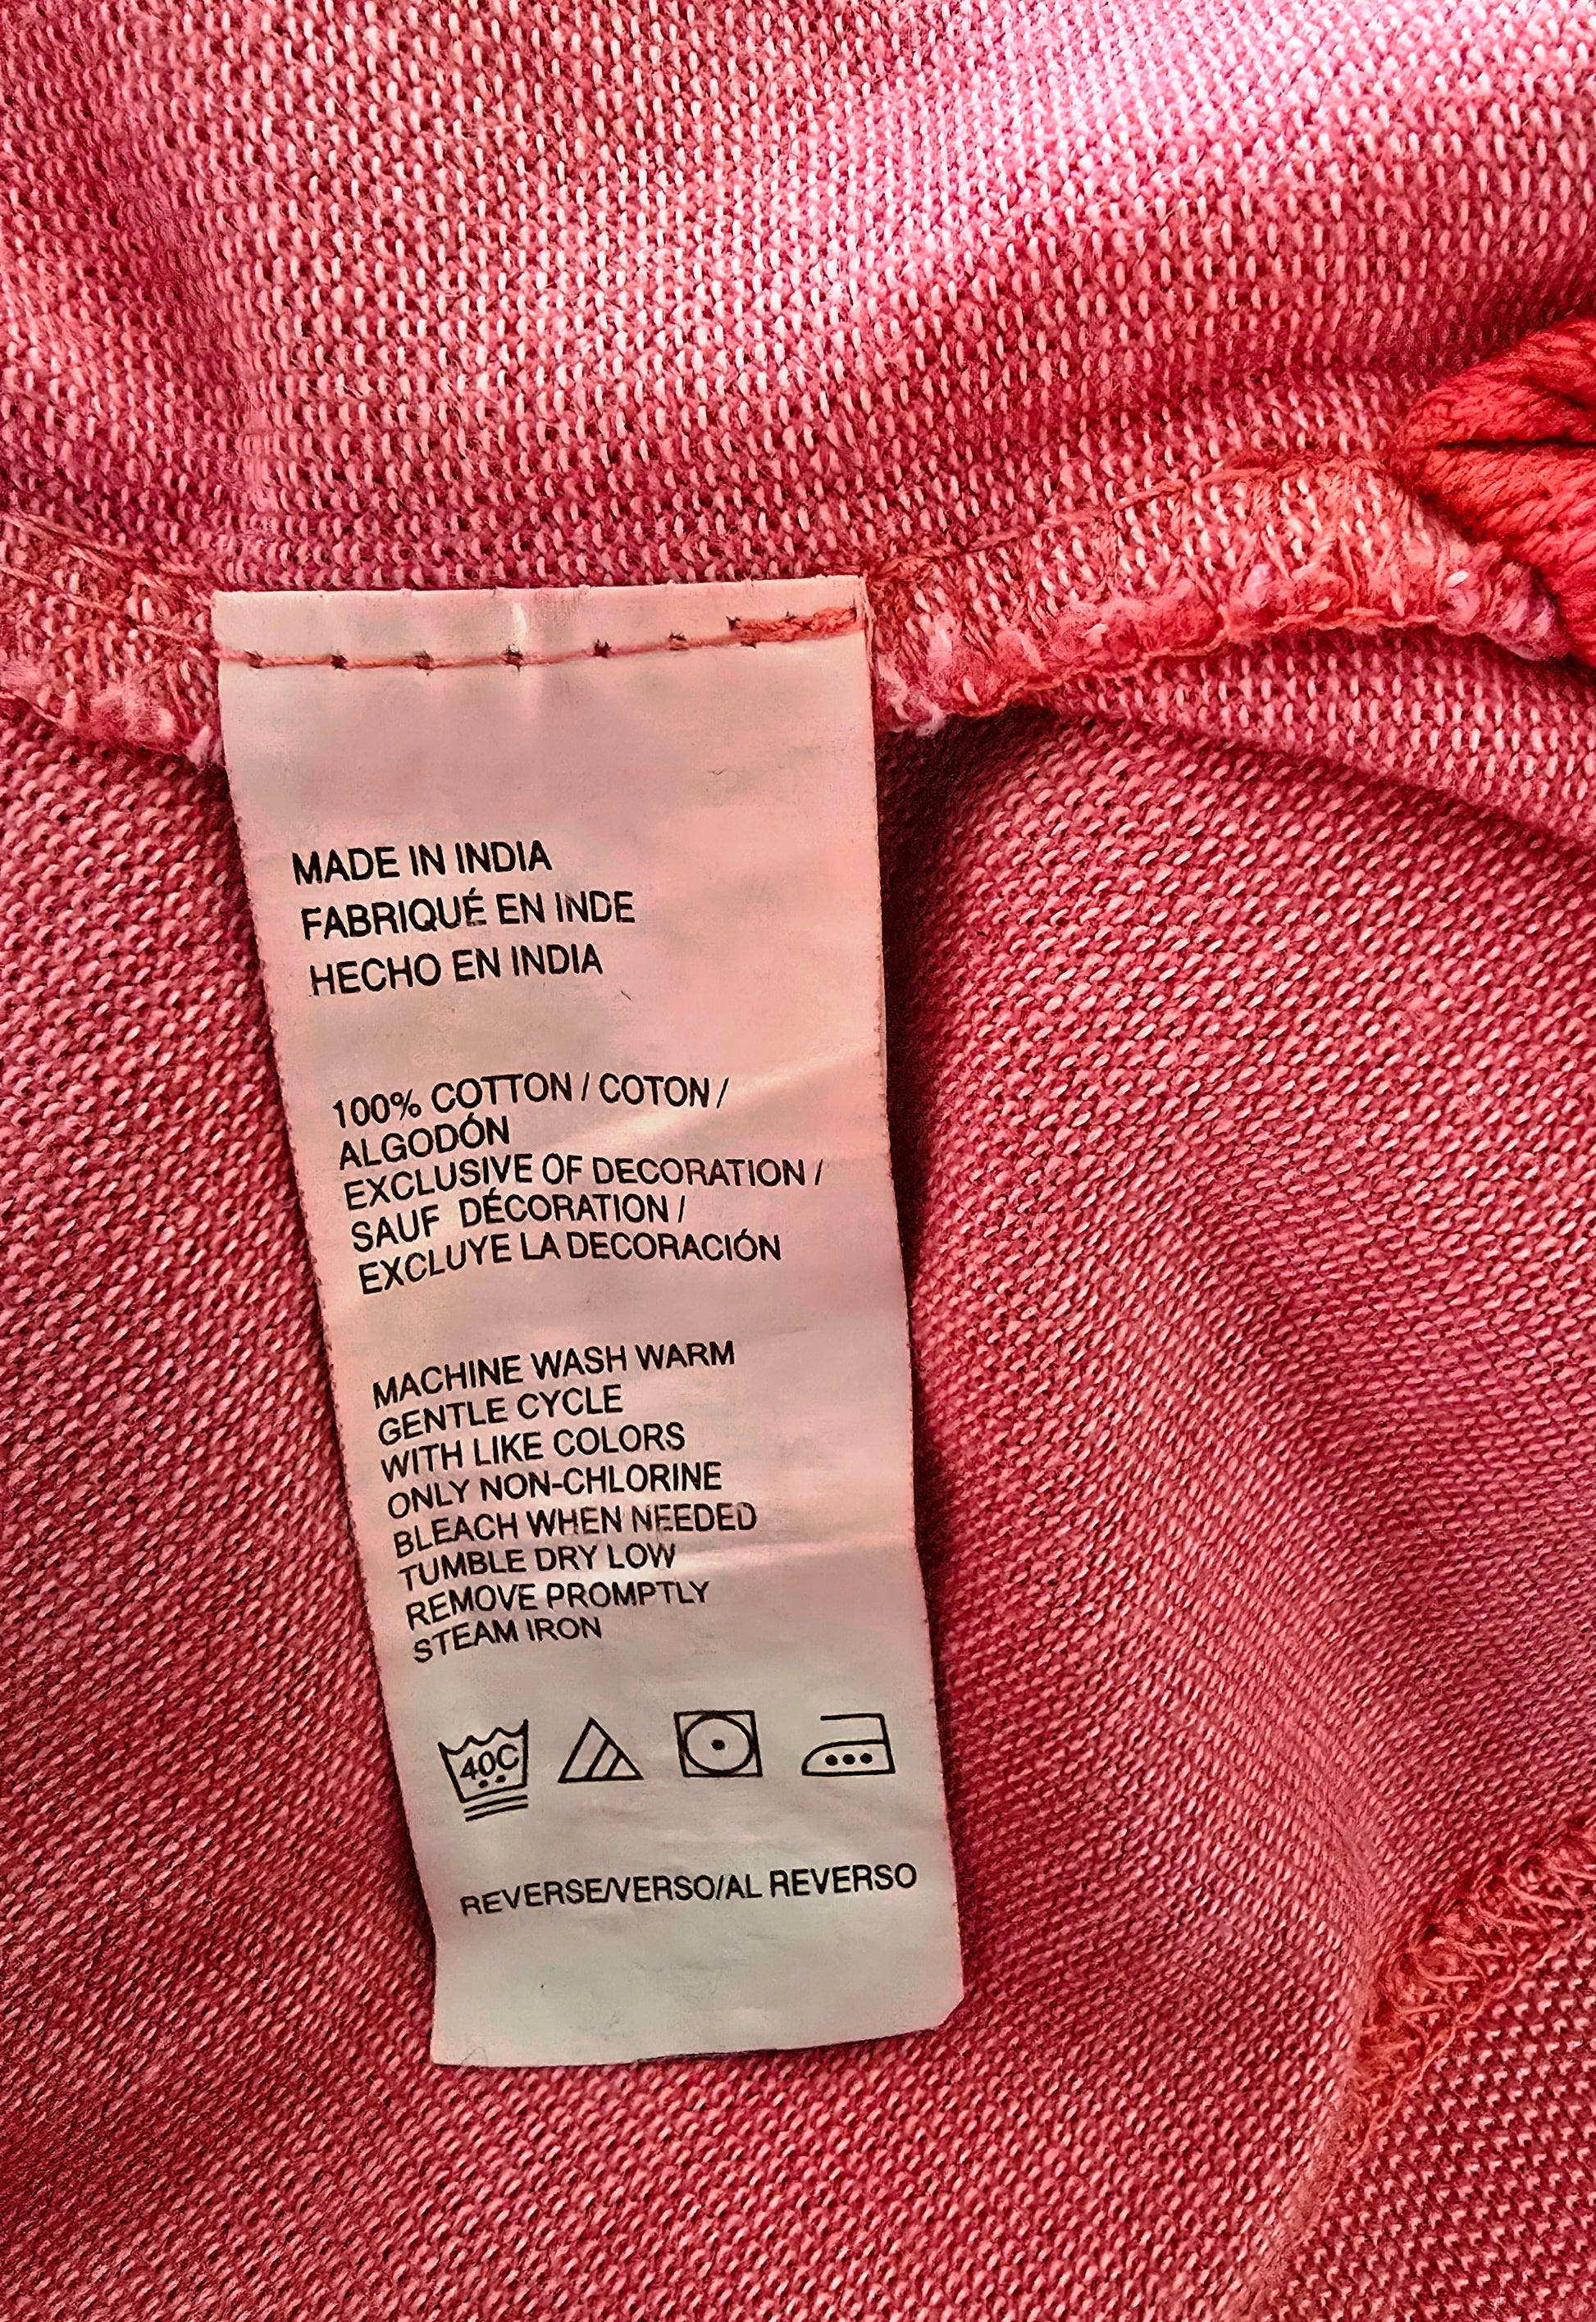 MADE IN INDIA
FABRIQUÉ EN INDE
HECHO EN INDIA
100% COTTON / COTON /
ALGODÓN
EXCLUSIVE OF DECORATION /
SAUF DÉCORATION /
EXCLUYE LA DECORACIÓN
MACHINE WASH WARM
GENTLE CYCLE
WITH LIKE COLORS
ONLY NON-CHLORINE
BLEACH WHEN NEEDED
TUMBLE DRY LOW
REMOVE PROMPTLY
STEAM IRON
40C
REVERSE/VERSO/AL REVERSO